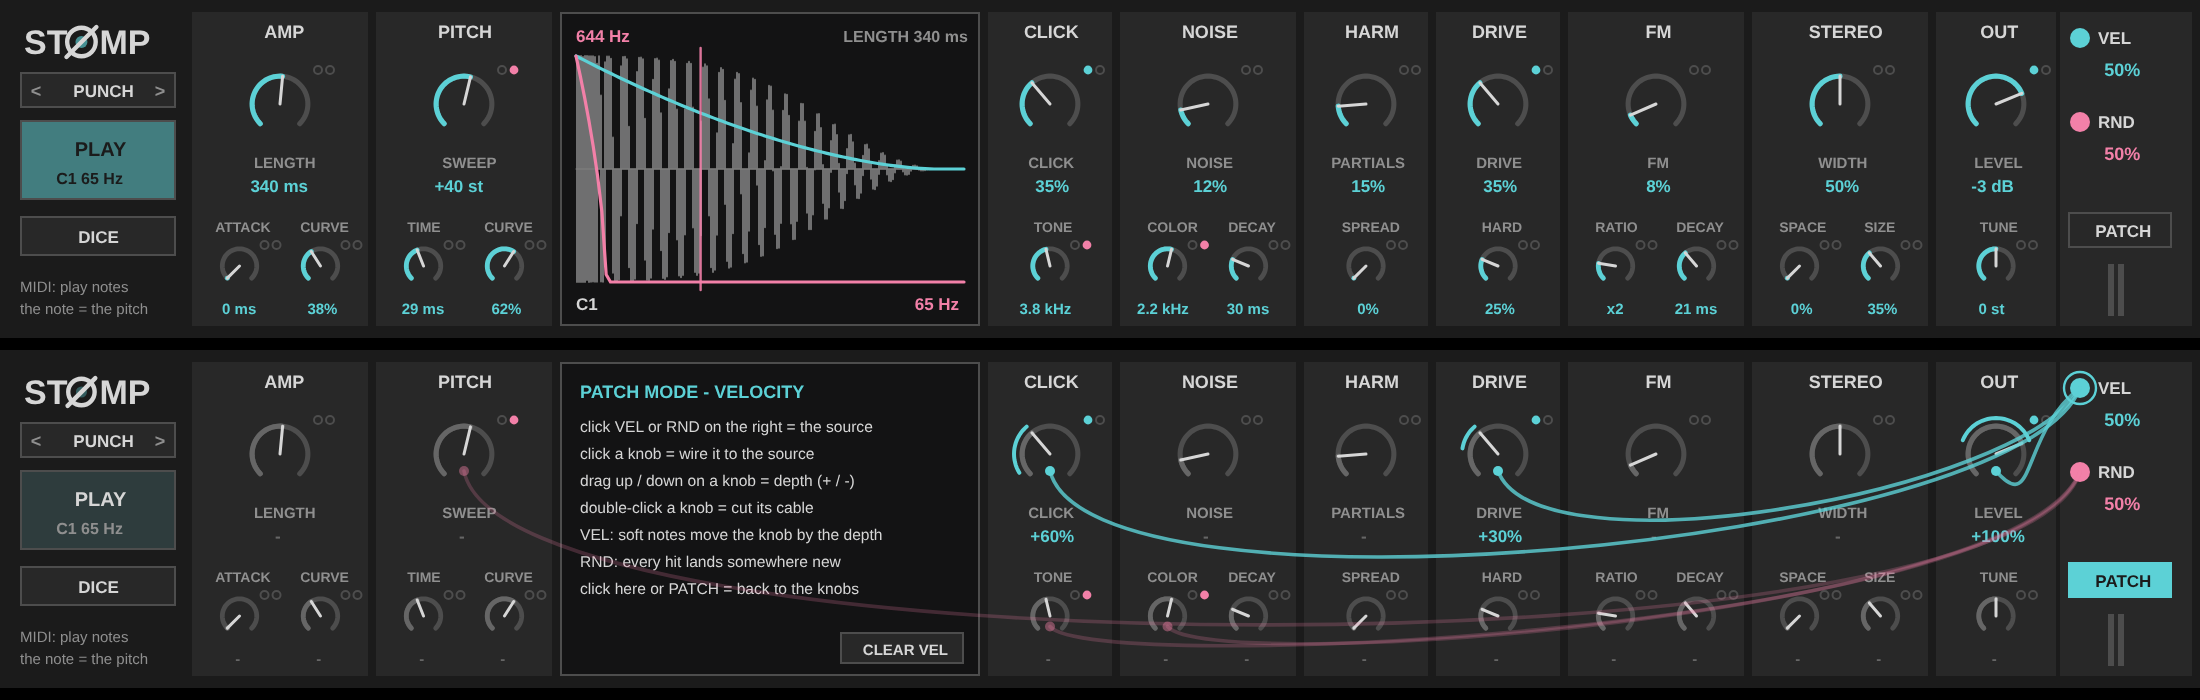 STØMP
< PUNCH >
PLAY
C1 65 Hz
DICE
MIDI: play notes
the note = the pitch
AMP
LENGTH
340 ms
ATTACK CURVE
0 ms 38%
PITCH
SWEEP
+40 st
TIME CURVE
29 ms 62%
644 Hz LENGTH 340 ms
C1 65 Hz
CLICK
CLICK
35%
TONE
3.8 kHz
NOISE
NOISE
12%
COLOR DECAY
2.2 kHz 30 ms
HARM
PARTIALS
15%
SPREAD
0%
DRIVE
DRIVE
35%
HARD
25%
FM
FM
8%
RATIO DECAY
x2 21 ms
STEREO
WIDTH
50%
SPACE SIZE
0% 35%
OUT
LEVEL
-3 dB
TUNE
0 st
VEL
50%
RND
50%
PATCH
STØMP
< PUNCH >
PLAY
C1 65 Hz
DICE
MIDI: play notes
the note = the pitch
AMP
LENGTH
-
ATTACK CURVE
- -
PITCH
SWEEP
-
TIME CURVE
- -
PATCH MODE - VELOCITY
click VEL or RND on the right = the source
click a knob = wire it to the source
drag up / down on a knob = depth (+ / -)
double-click a knob = cut its cable
VEL: soft notes move the knob by the depth
RND: every hit lands somewhere new
click here or PATCH = back to the knobs
CLEAR VEL
CLICK
CLICK
+60%
TONE
-
NOISE
NOISE
-
COLOR DECAY
- -
HARM
PARTIALS
-
SPREAD
-
DRIVE
DRIVE
+30%
HARD
-
FM
FM
-
RATIO DECAY
- -
STEREO
WIDTH
-
SPACE SIZE
- -
OUT
LEVEL
+100%
TUNE
-
VEL
50%
RND
50%
PATCH